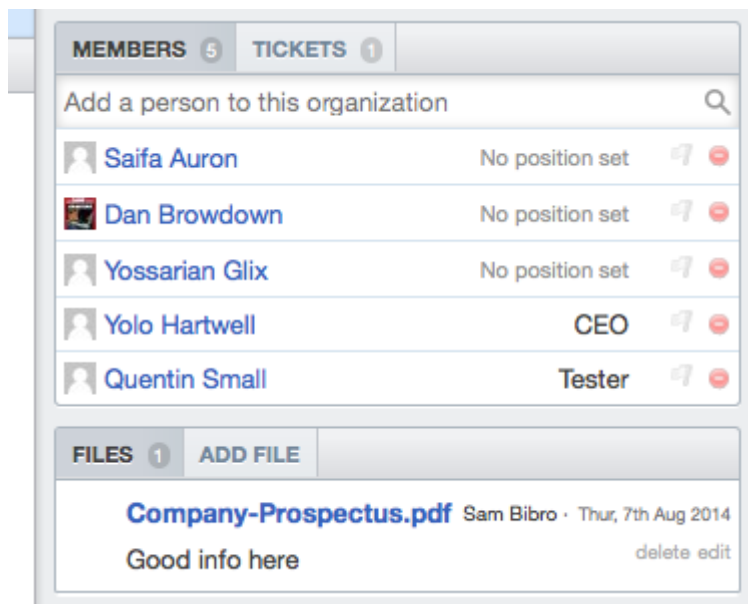 MEMBERS 5 TICKETS 1
Add a person to this organization
Saifa Auron No position set
Dan Browdown No position set
Yossarian Glix No position set
Yolo Hartwell CEO
Quentin Small Tester
FILES 1 ADD FILE
Company-Prospectus.pdf Sam Bibro · Thur, 7th Aug 2014
Good info here delete edit